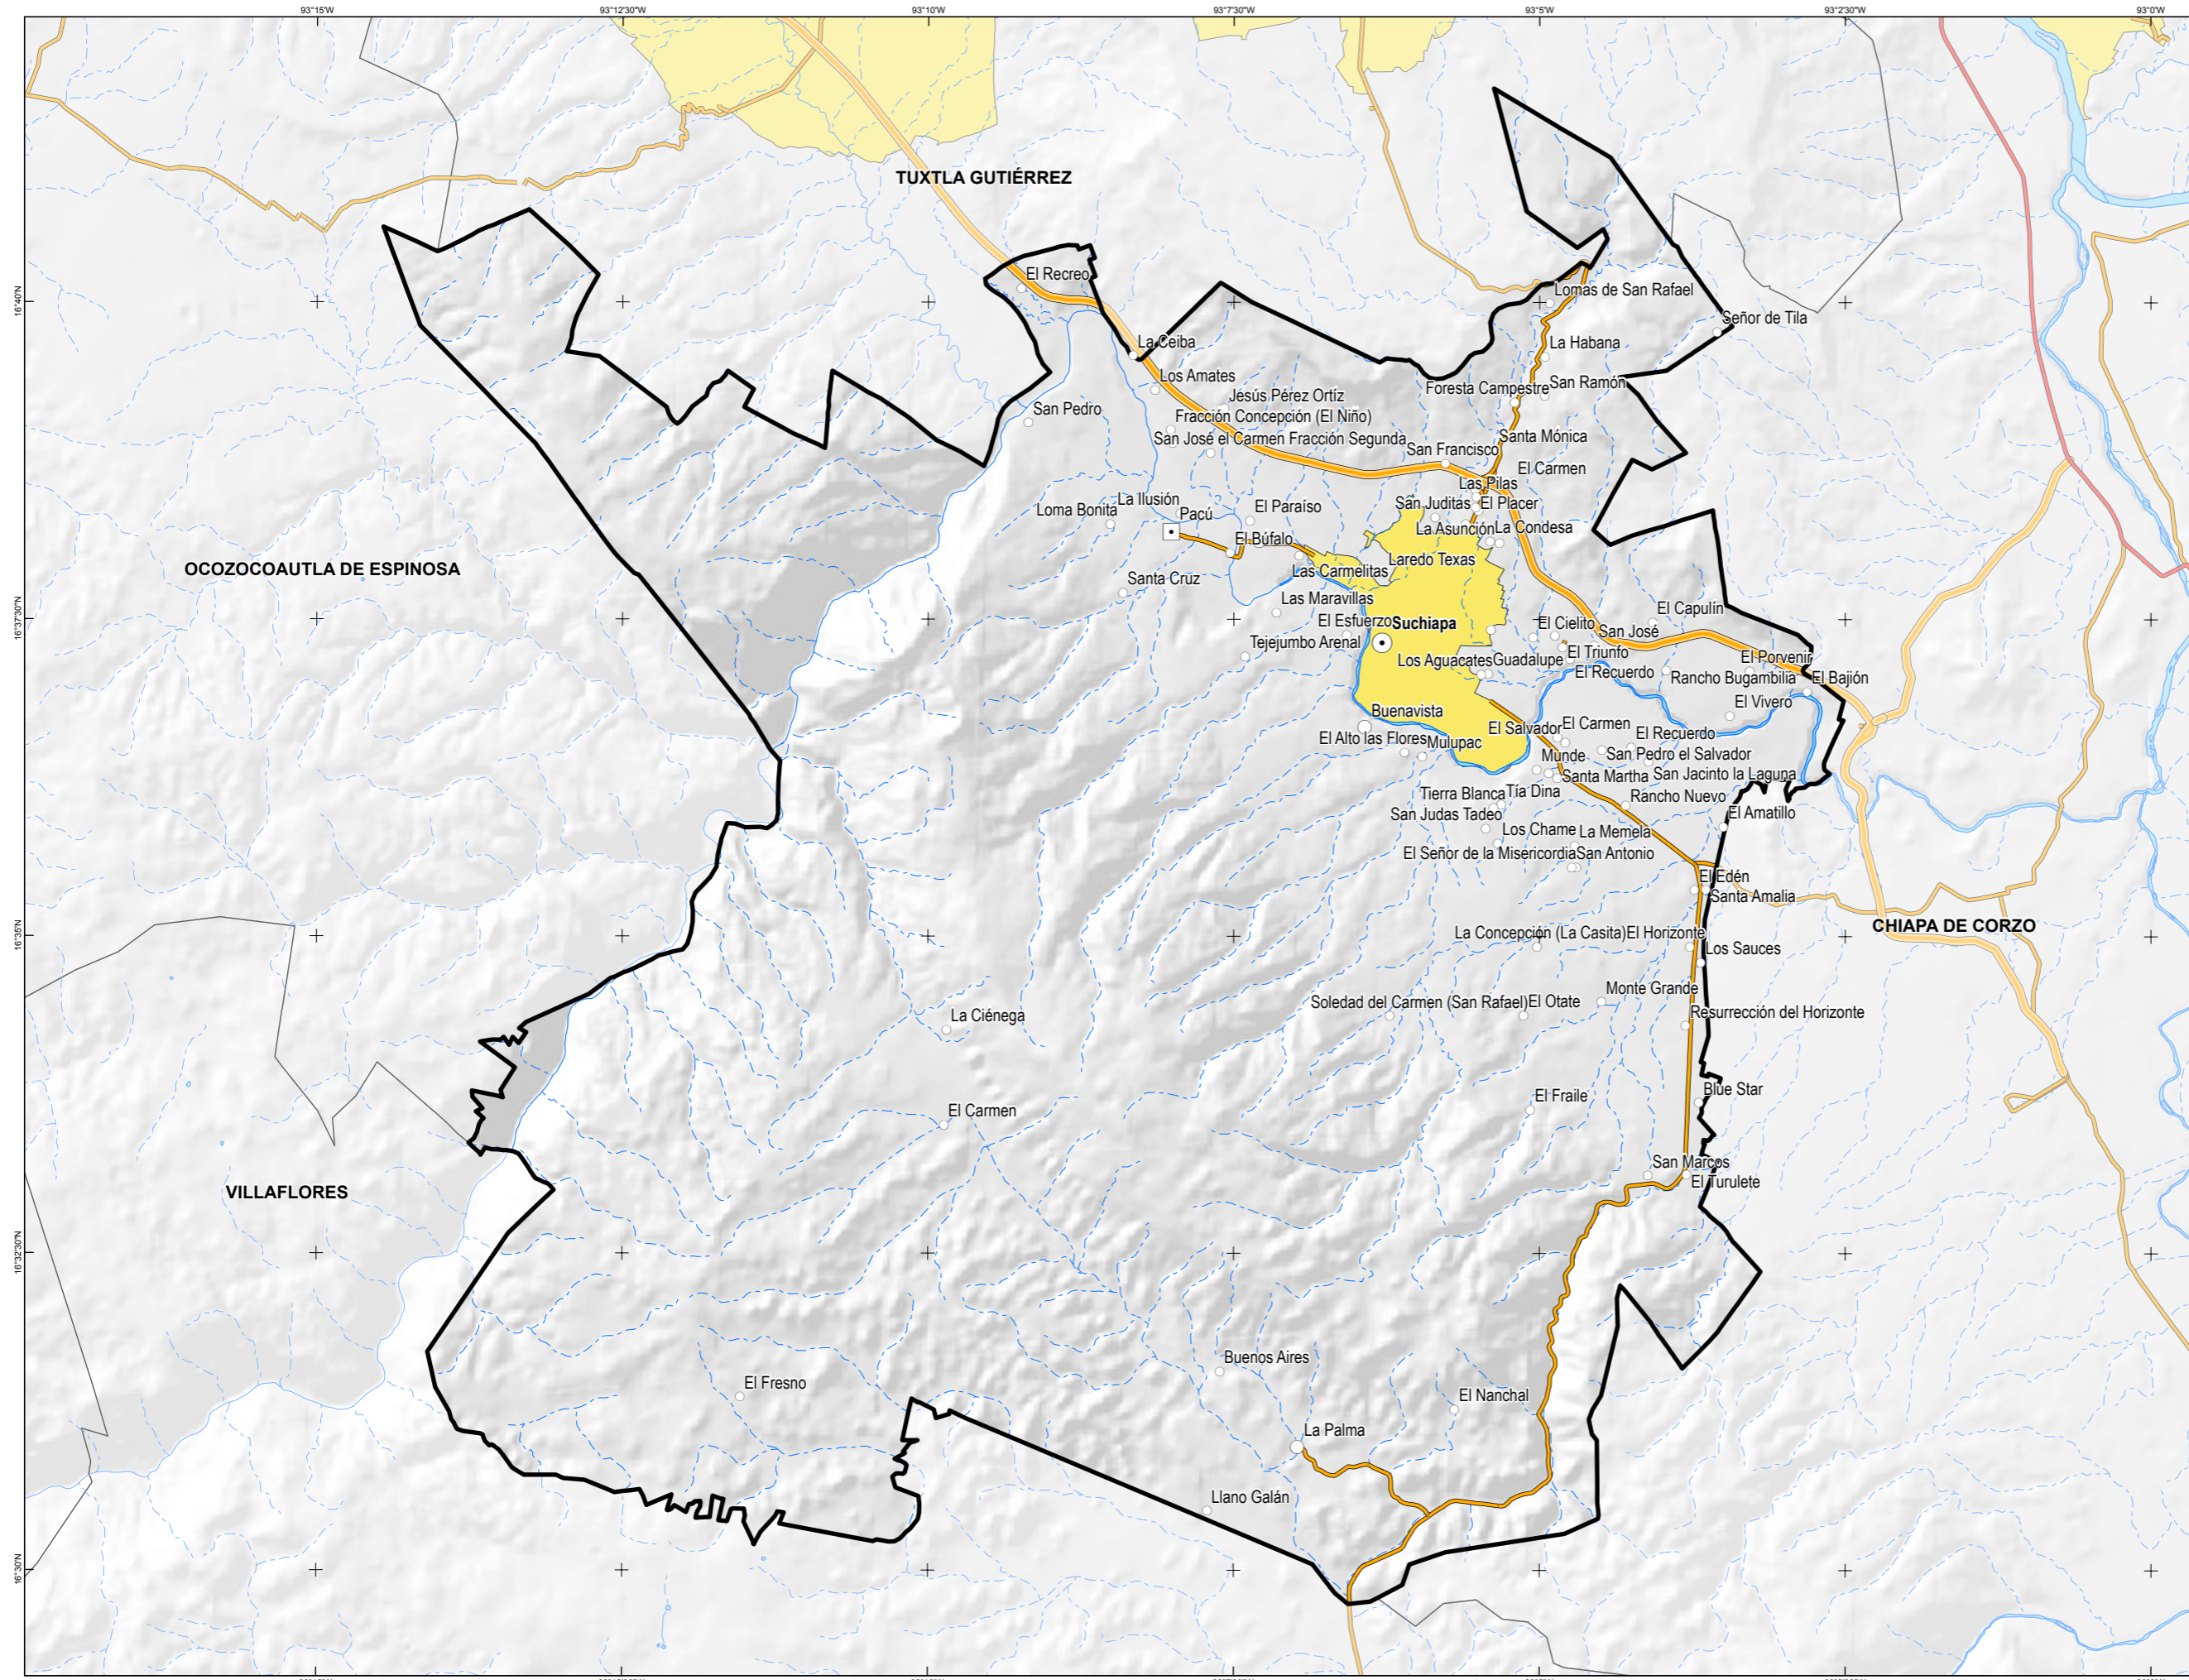 93°15'W
93°12'30"W
93°10'W
93°7'30"W
93°5'W
93°2'30"W
93°0'W
TUXTLA GUTIÉRREZ
El Recreo
16°40'N
Lomas de San Rafael
Señor de Tila
La Ceiba
La Habana
Los Amates
San Ramón
Foresta Campestre
Jesús Pérez Ortíz
San Pedro
Fracción Concepción (El Niño)
San José el Carmen Fracción Segunda
Santa Mónica
San Francisco
El Carmen
Las Pilas
La Ilusión
Loma Bonita
Pacú
El Paraíso
San Juditas
El Placer
La Asunción
La Condesa
El Búfalo
Laredo Texas
OCOZOCOAUTLA DE ESPINOSA
Las Carmelitas
Santa Cruz
Las Maravillas
El Capulín
16°37'30"N
El Esfuerzo
Suchiapa
El Cielito
San José
Tejejumbo Arenal
El Triunfo
Los Aguacates
Guadalupe
El Porvenir
El Recuerdo
Rancho Bugambilia
El Bajión
El Vivero
Buenavista
El Salvador
El Carmen
El Recuerdo
El Alto las Flores
Mulupac
Munde
San Pedro el Salvador
Santa Martha
San Jacinto la Laguna
Tierra Blanca
Tía Dina
Rancho Nuevo
San Judas Tadeo
El Amatillo
Los Chame
La Memela
El Señor de la Misericordia
San Antonio
El Edén
Santa Amalia
CHIAPA DE CORZO
16°35'N
La Concepción (La Casita)
El Horizonte
Los Sauces
Monte Grande
Soledad del Carmen (San Rafael)
El Otate
La Ciénega
Resurrección del Horizonte
Blue Star
El Fraile
El Carmen
San Marcos
El Turulete
VILLAFLORES
16°32'30"N
Buenos Aires
El Fresno
El Nanchal
La Palma
Llano Galán
16°30'N